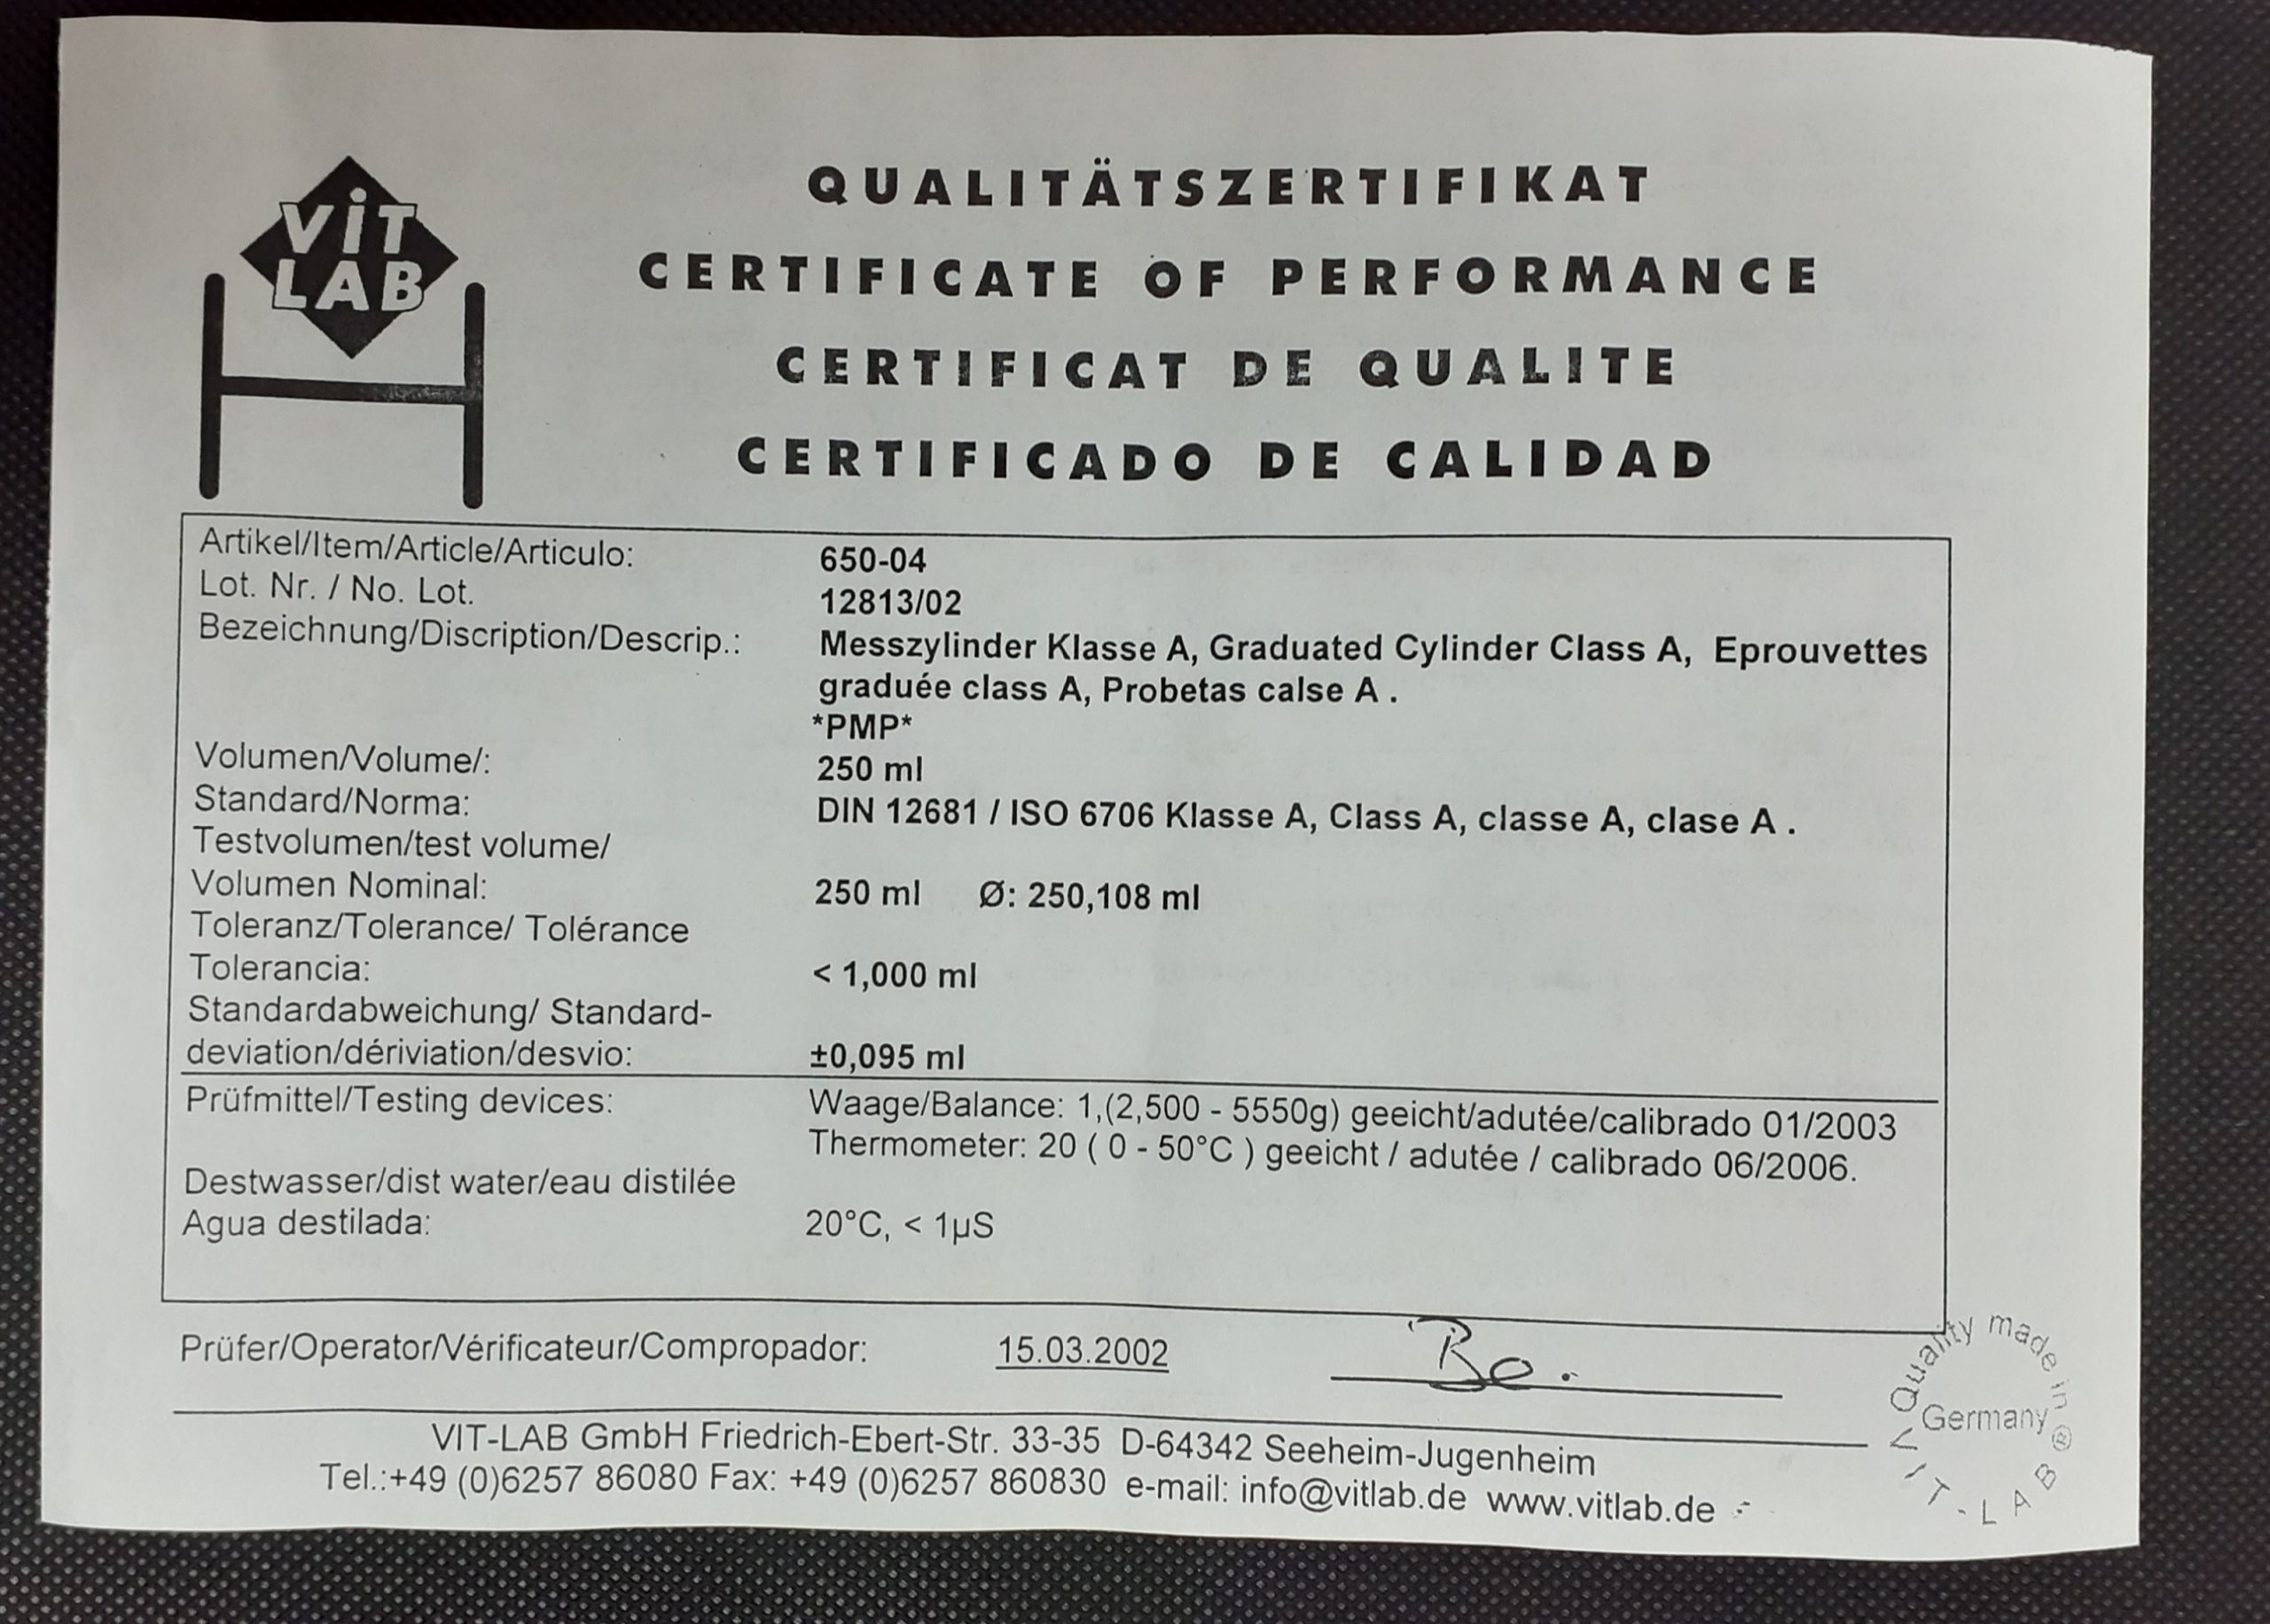 ViT
LAB
QUALITÄTSZERTIFIKAT
CERTIFICATE OF PERFORMANCE
CERTIFICAT DE QUALITE
CERTIFICADO DE CALIDAD
Artikel/Item/Article/Articulo: 650-04
Lot. Nr. / No. Lot. 12813/02
Bezeichnung/Discription/Descrip.: Messzylinder Klasse A, Graduated Cylinder Class A, Eprouvettes
graduée class A, Probetas calse A .
*PMP*
Volumen/Volume/: 250 ml
Standard/Norma: DIN 12681 / ISO 6706 Klasse A, Class A, classe A, clase A .
Testvolumen/test volume/
Volumen Nominal: 250 ml Ø: 250,108 ml
Toleranz/Tolerance/ Tolérance
Tolerancia: < 1,000 ml
Standardabweichung/ Standard-
deviation/dériviation/desvio: ±0,095 ml
Prüfmittel/Testing devices: Waage/Balance: 1,(2,500 - 5550g) geeicht/adutée/calibrado 01/2003
Thermometer: 20 ( 0 - 50°C ) geeicht / adutée / calibrado 06/2006.
Destwasser/dist water/eau distilée
Agua destilada: 20°C, < 1µS
Prüfer/Operator/Vérificateur/Compropador: 15.03.2002 Be.
VIT-LAB GmbH Friedrich-Ebert-Str. 33-35 D-64342 Seeheim-Jugenheim
Tel.:+49 (0)6257 86080 Fax: +49 (0)6257 860830 e-mail: info@vitlab.de www.vitlab.de
Quality made in
Germany
VIT-LAB®